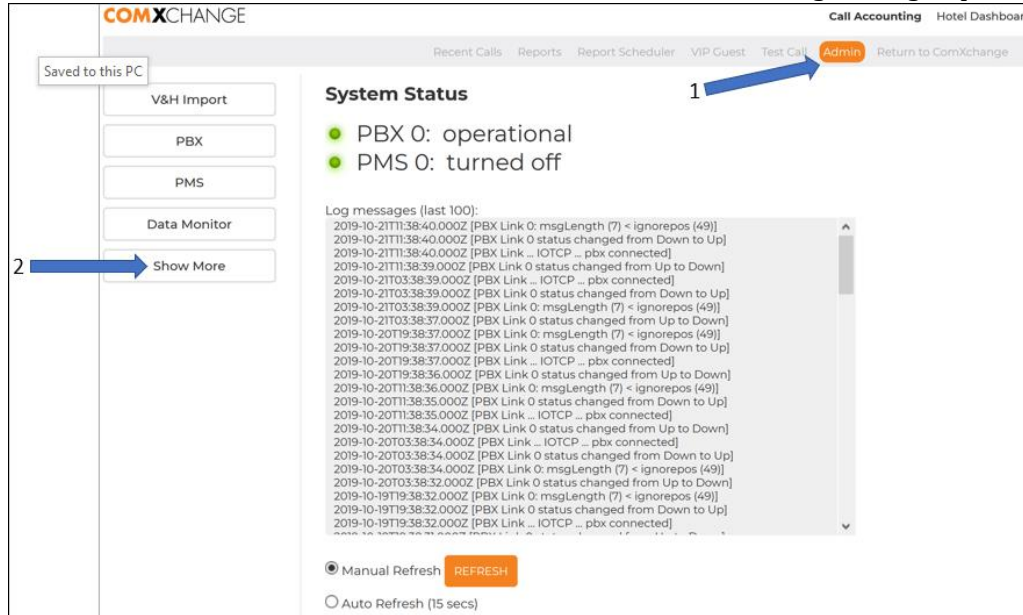 COMXCHANGE
Call Accounting Hotel Dashboar
Recent Calls Reports Report Scheduler VIP Guest Test Call Admin Return to ComXchange
Saved to this PC
1
V&H Import
PBX
PMS
Data Monitor
2
Show More
System Status
PBX 0: operational
PMS 0: turned off
Log messages (last 100):
2019-10-21T11:38:40.000Z [PBX Link 0: msgLength (7) < ignorepos (49)]
2019-10-21T11:38:40.000Z [PBX Link 0 status changed from Down to Up]
2019-10-21T11:38:40.000Z [PBX Link ... IOTCP ... pbx connected]
2019-10-21T11:38:39.000Z [PBX Link 0 status changed from Up to Down]
2019-10-21T03:38:39.000Z [PBX Link ... IOTCP ... pbx connected]
2019-10-21T03:38:39.000Z [PBX Link 0 status changed from Down to Up]
2019-10-21T03:38:39.000Z [PBX Link 0: msgLength (7) < ignorepos (49)]
2019-10-21T03:38:37.000Z [PBX Link 0 status changed from Up to Down]
2019-10-20T19:38:37.000Z [PBX Link 0: msgLength (7) < ignorepos (49)]
2019-10-20T19:38:37.000Z [PBX Link 0 status changed from Down to Up]
2019-10-20T19:38:37.000Z [PBX Link ... IOTCP ... pbx connected]
2019-10-20T19:38:36.000Z [PBX Link 0 status changed from Up to Down]
2019-10-20T11:38:36.000Z [PBX Link 0: msgLength (7) < ignorepos (49)]
2019-10-20T11:38:35.000Z [PBX Link 0 status changed from Down to Up]
2019-10-20T11:38:35.000Z [PBX Link ... IOTCP ... pbx connected]
2019-10-20T11:38:34.000Z [PBX Link 0 status changed from Up to Down]
2019-10-20T03:38:34.000Z [PBX Link ... IOTCP ... pbx connected]
2019-10-20T03:38:34.000Z [PBX Link 0 status changed from Down to Up]
2019-10-20T03:38:34.000Z [PBX Link 0: msgLength (7) < ignorepos (49)]
2019-10-20T03:38:32.000Z [PBX Link 0 status changed from Up to Down]
2019-10-19T19:38:32.000Z [PBX Link 0: msgLength (7) < ignorepos (49)]
2019-10-19T19:38:32.000Z [PBX Link 0 status changed from Down to Up]
2019-10-19T19:38:32.000Z [PBX Link ... IOTCP ... pbx connected]
Manual Refresh REFRESH
Auto Refresh (15 secs)